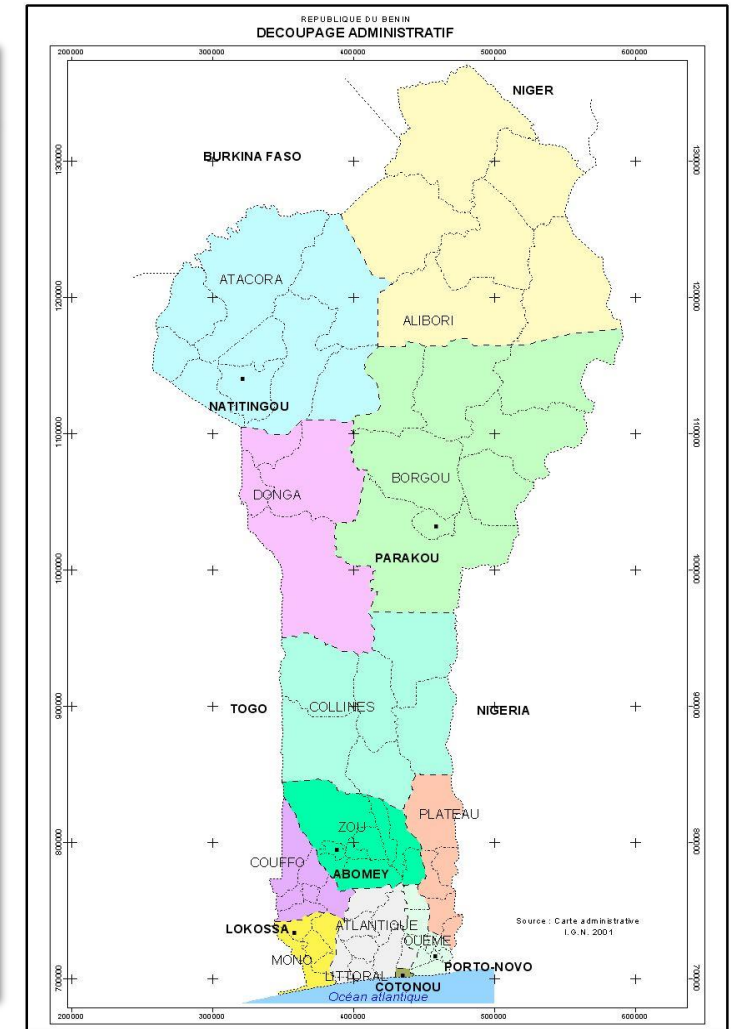 REPUBLIQUE DU BENIN
DECOUPAGE ADMINISTRATIF
200000 300000 400000 500000 600000
NIGER
BURKINA FASO
1300000 1300000
ATACORA
1200000 1200000
ALIBORI
NATITINGOU
1100000 1100000
BORGOU
DONGA
PARAKOU
1000000 1000000
TOGO
COLLINES
NIGERIA
900000 900000
PLATEAU
ZOU
800000 800000
COUFFO
ABOMEY
Source : Carte administrative
I.G.N. 2001
LOKOSSA
ATLANTIQUE
OUEME
MONO
PORTO-NOVO
LITTORAL
700000 700000
COTONOU
Océan atlantique
200000 300000 400000 500000 600000